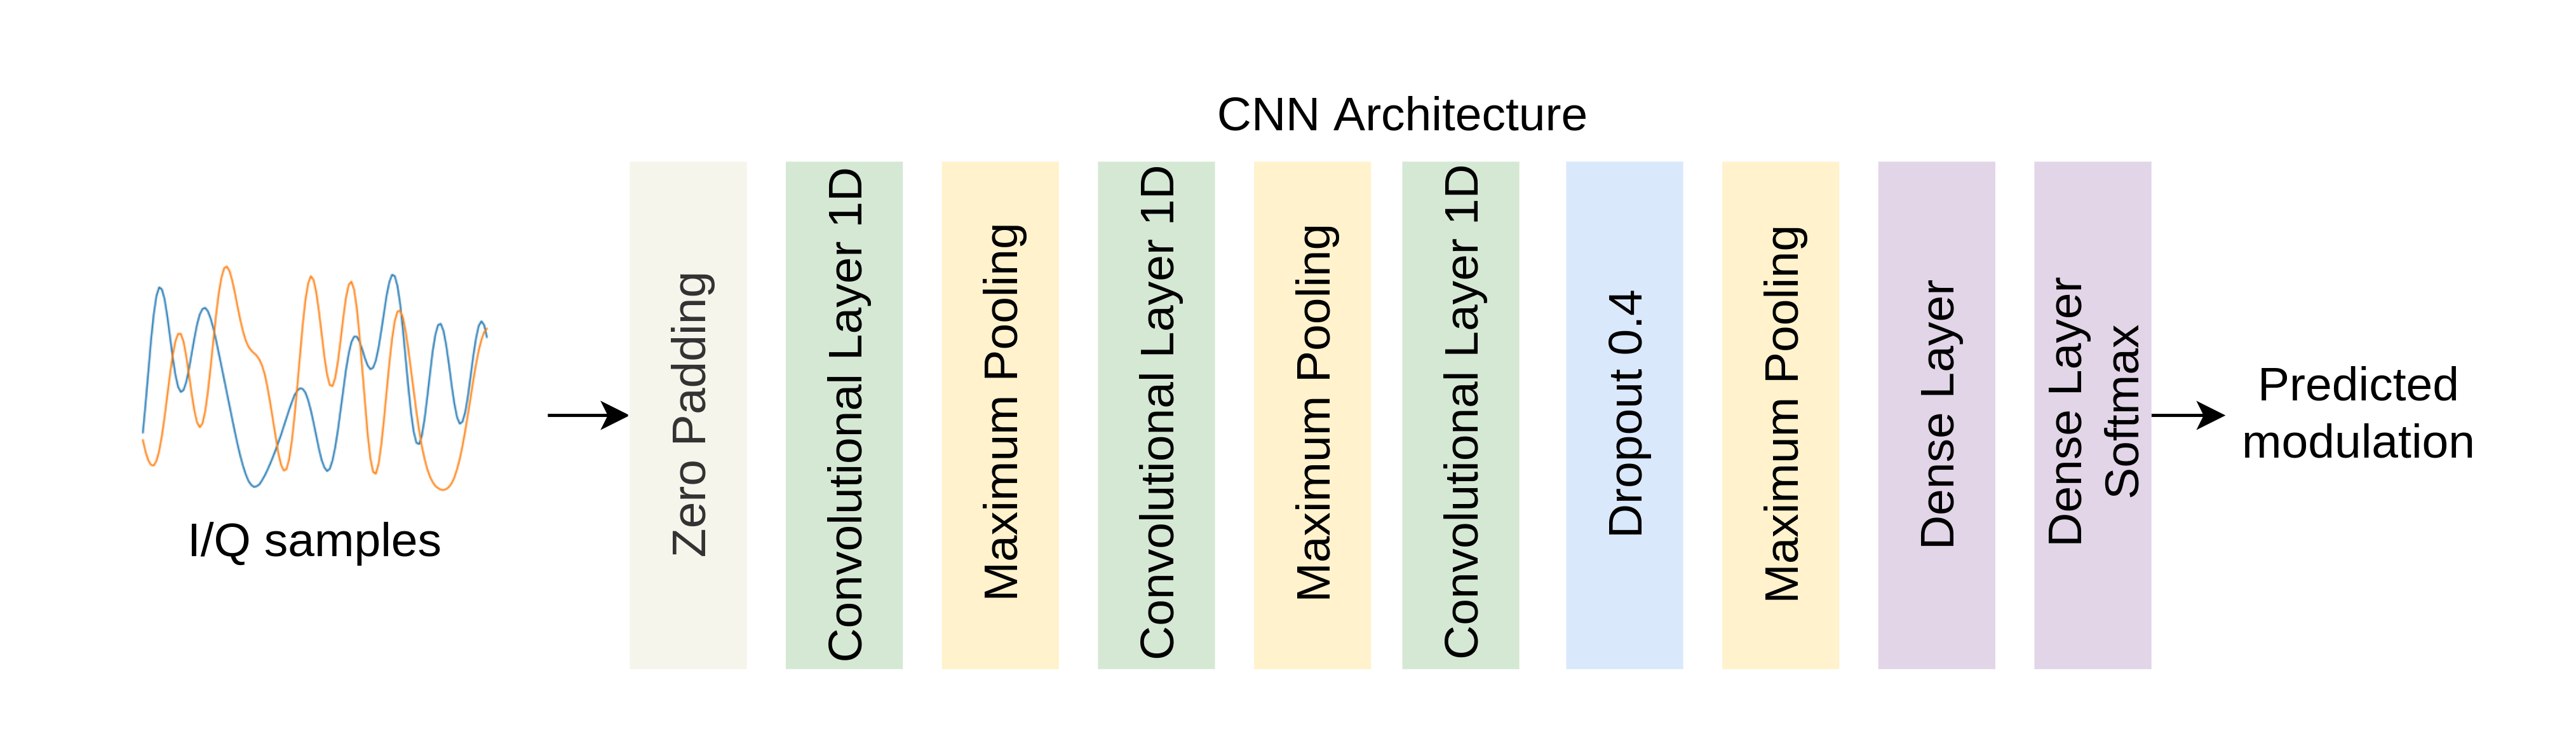 CNN Architecture
I/Q samples
Zero Padding
Convolutional Layer 1D
Maximum Pooling
Convolutional Layer 1D
Maximum Pooling
Convolutional Layer 1D
Dropout 0.4
Maximum Pooling
Dense Layer
Dense Layer
Softmax
Predicted
modulation